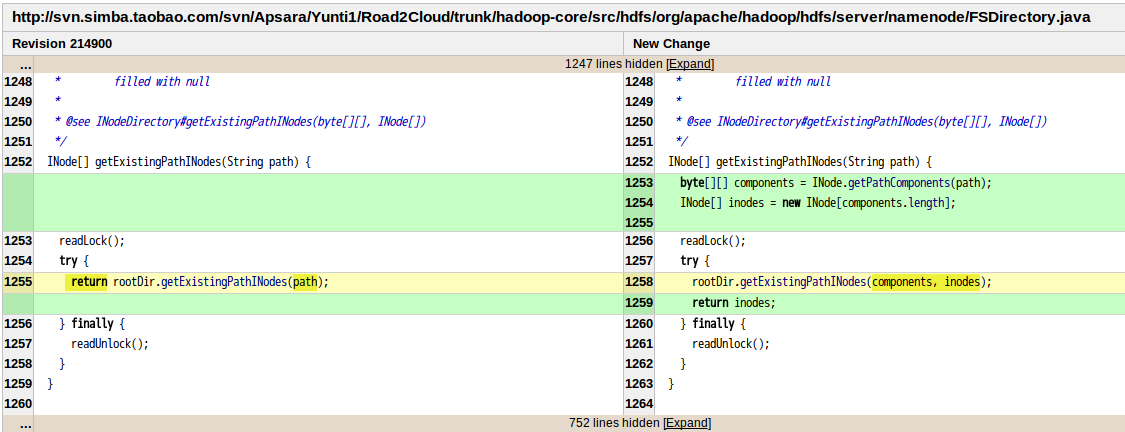 http://svn.simba.taobao.com/svn/Apsara/Yunti1/Road2Cloud/trunk/hadoop-core/src/hdfs/org/apache/hadoop/hdfs/server/namenode/FSDirectory.java
Revision 214900 New Change
... 1247 lines hidden [Expand]
1248 * filled with null 1248 * filled with null
1249 * 1249 *
1250 * @see INodeDirectory#getExistingPathINodes(byte[][], INode[]) 1250 * @see INodeDirectory#getExistingPathINodes(byte[][], INode[])
1251 */ 1251 */
1252 INode[] getExistingPathINodes(String path) { 1252 INode[] getExistingPathINodes(String path) {
1253 byte[][] components = INode.getPathComponents(path);
1254 INode[] inodes = new INode[components.length];
1255
1253 readLock(); 1256 readLock();
1254 try { 1257 try {
1255 return rootDir.getExistingPathINodes(path); 1258 rootDir.getExistingPathINodes(components, inodes);
1259 return inodes;
1256 } finally { 1260 } finally {
1257 readUnlock(); 1261 readUnlock();
1258 } 1262 }
1259 } 1263 }
1260 1264
... 752 lines hidden [Expand]